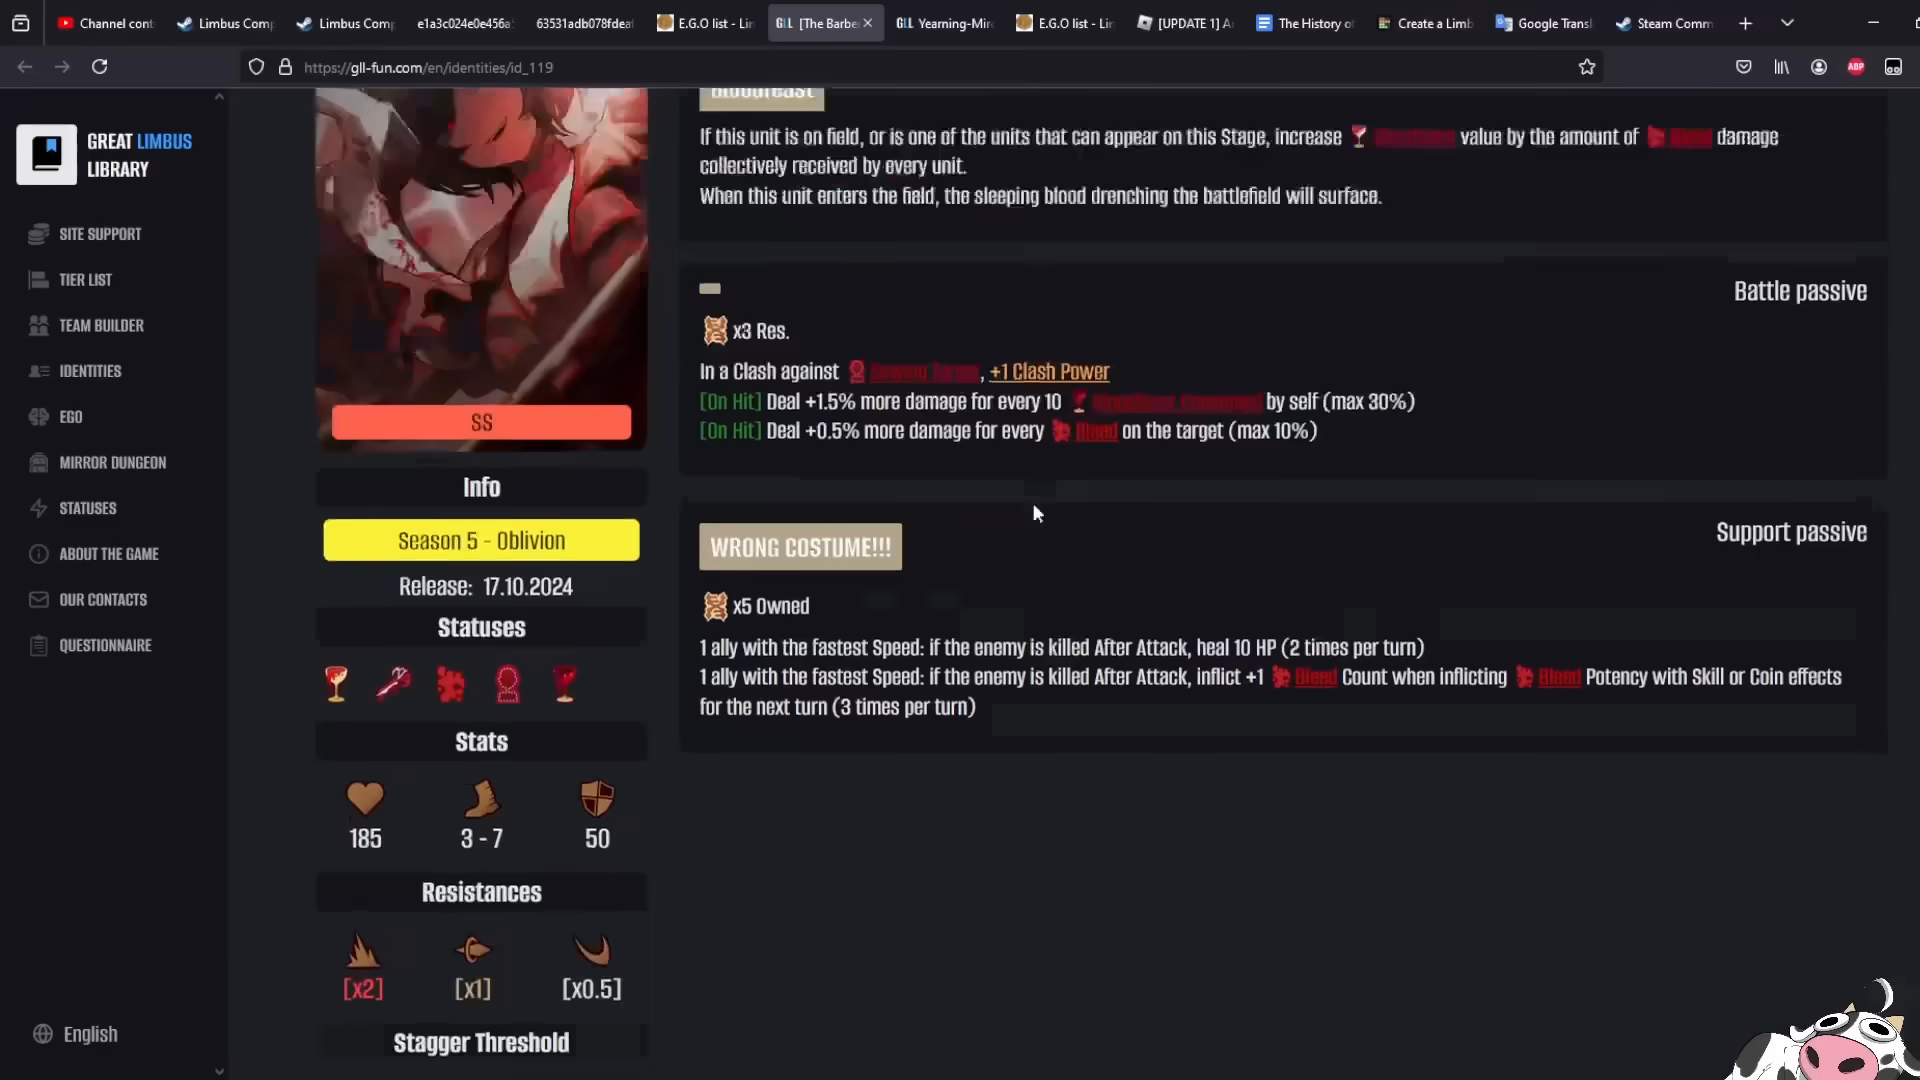 Channel cont
Limbus Comp
Limbus Comp
e1a3c024e0e456a
63531adb078fdeaf
E.G.O list - Lim
[The Barbe
Yearning-Mir
E.G.O list - Lim
[UPDATE 1] A
The History of
Create a Limb
Google Transl
Steam Comm
https://gll-fun.com/en/identities/id_119
ABP
GREAT LIMBUS
LIBRARY
SITE SUPPORT
TIER LIST
TEAM BUILDER
IDENTITIES
EGO
MIRROR DUNGEON
STATUSES
ABOUT THE GAME
OUR CONTACTS
QUESTIONNAIRE
English
SS
Info
Season 5 - Oblivion
Release: 17.10.2024
Statuses
Stats
185
3 - 7
50
Resistances
[x2]
[x1]
[x0.5]
Stagger Threshold
Bloodfeast
If this unit is on field, or is one of the units that can appear on this Stage, increase value by the amount of Bleed damage
collectively received by every unit.
When this unit enters the field, the sleeping blood drenching the battlefield will surface.
Battle passive
x3 Res.
In a Clash against , +1 Clash Power
[On Hit] Deal +1.5% more damage for every 10 by self (max 30%)
[On Hit] Deal +0.5% more damage for every Bleed on the target (max 10%)
WRONG COSTUME!!!
Support passive
x5 Owned
1 ally with the fastest Speed: if the enemy is killed After Attack, heal 10 HP (2 times per turn)
1 ally with the fastest Speed: if the enemy is killed After Attack, inflict +1 Bleed Count when inflicting Bleed Potency with Skill or Coin effects
for the next turn (3 times per turn)